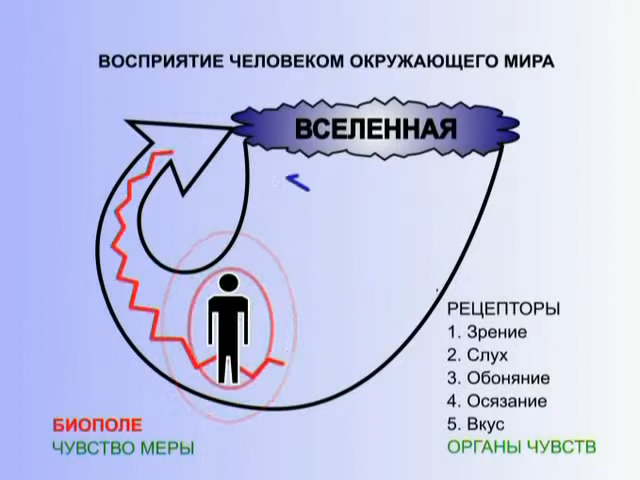 ВОСПРИЯТИЕ ЧЕЛОВЕКОМ ОКРУЖАЮЩЕГО МИРА
ВСЕЛЕННАЯ
РЕЦЕПТОРЫ
1. Зрение
2. Слух
3. Обоняние
4. Осязание
5. Вкус
ОРГАНЫ ЧУВСТВ
БИОПОЛЕ
ЧУВСТВО МЕРЫ